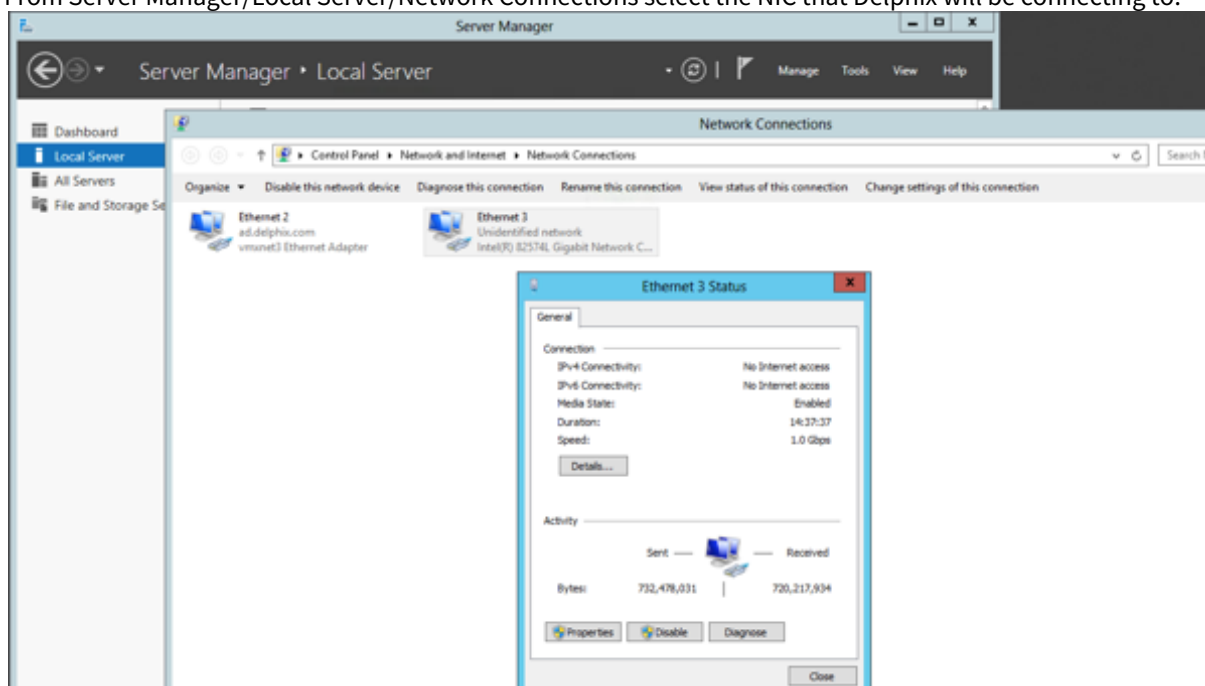 From Server Manager/Local Server/Network Connections select the NIC that Delphix will be connecting to.
Server Manager
Server Manager • Local Server
Manage Tools View Help
Dashboard
Local Server
All Servers
File and Storage Se
Network Connections
Control Panel ▸ Network and Internet ▸ Network Connections
Search
Organize Disable this network device Diagnose this connection Rename this connection View status of this connection Change settings of this connection
Ethernet 2
ad.delphix.com
vmxnet3 Ethernet Adapter
Ethernet 3
Unidentified network
Intel(R) 82574L Gigabit Network C...
Ethernet 3 Status
General
Connection
IPv4 Connectivity: No Internet access
IPv6 Connectivity: No Internet access
Media State: Enabled
Duration: 14:37:37
Speed: 1.0 Gbps
Details...
Activity
Sent — — Received
Bytes: 732,478,031 | 720,217,934
Properties Disable Diagnose
Close